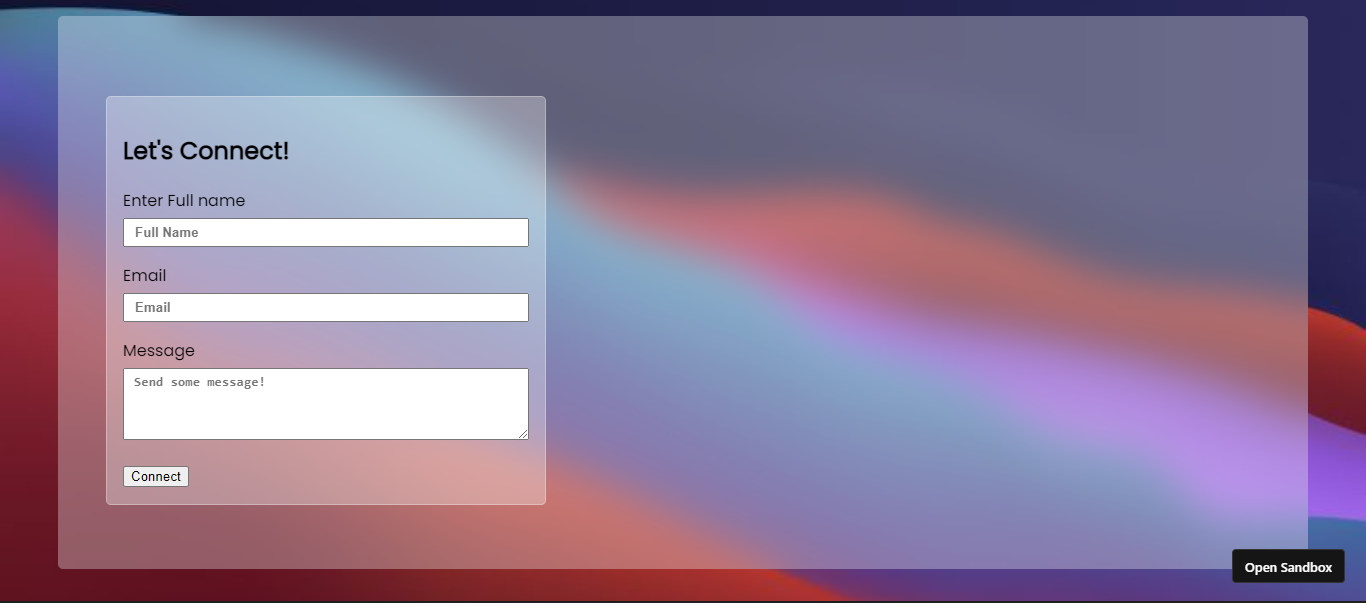 Let's Connect!
Enter Full name
Full Name
Email
Email
Message
Send some message!
Connect
Open Sandbox